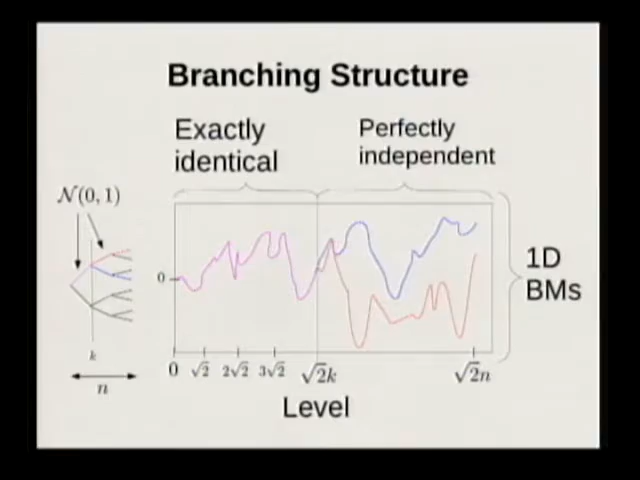 Branching Structure
Exactly
identical
Perfectly
independent
𝒩(0, 1)
0
1D
BMs
k
n
0 √2 2√2 3√2 √2k √2n
Level